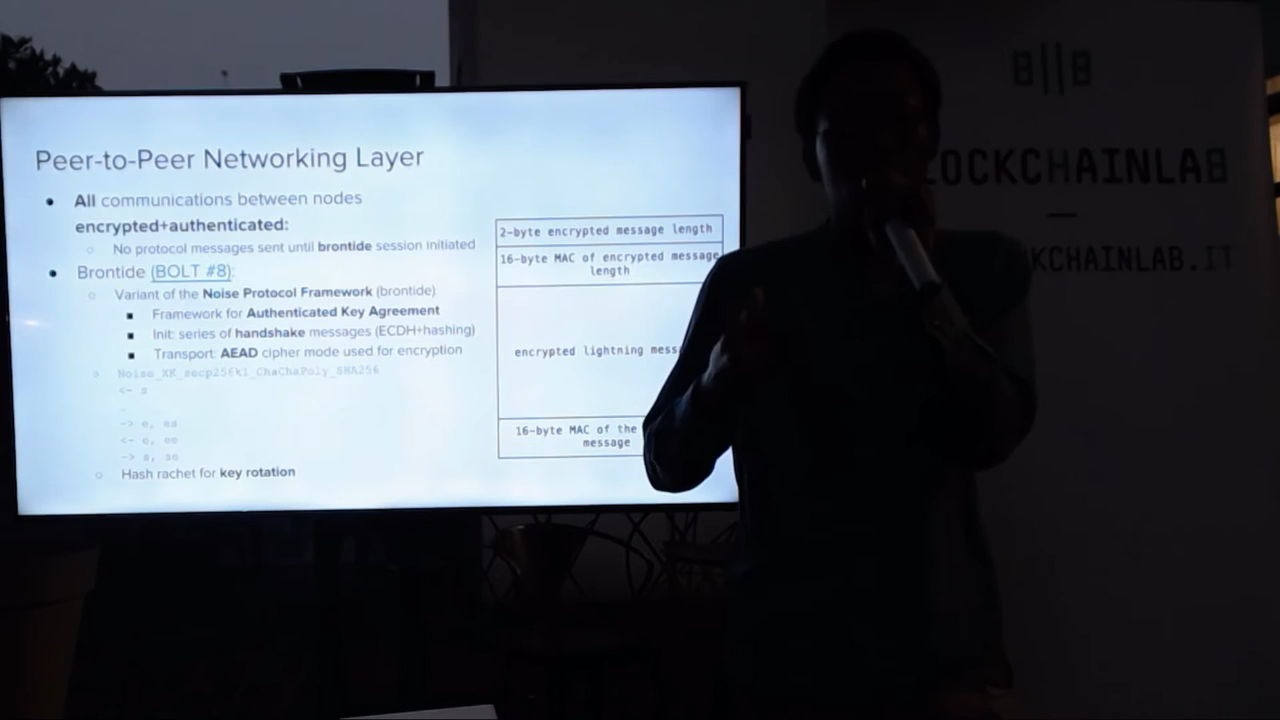 Peer-to-Peer Networking Layer
All communications between nodes
encrypted+authenticated:
No protocol messages sent until brontide session initiated
Brontide (BOLT #8):
Variant of the Noise Protocol Framework (brontide)
Framework for Authenticated Key Agreement
Init: series of handshake messages (ECDH+hashing)
Transport: AEAD cipher mode used for encryption
Noise_XK_secp256k1_ChaChaPoly_SHA256
<- s
-> e, es
<- e, ee
-> s, se
Hash rachet for key rotation
2-byte encrypted message length
16-byte MAC of encrypted message
length
encrypted lightning mess
16-byte MAC of the
message
B||B
LOCKCHAINLAB
KCHAINLAB.IT